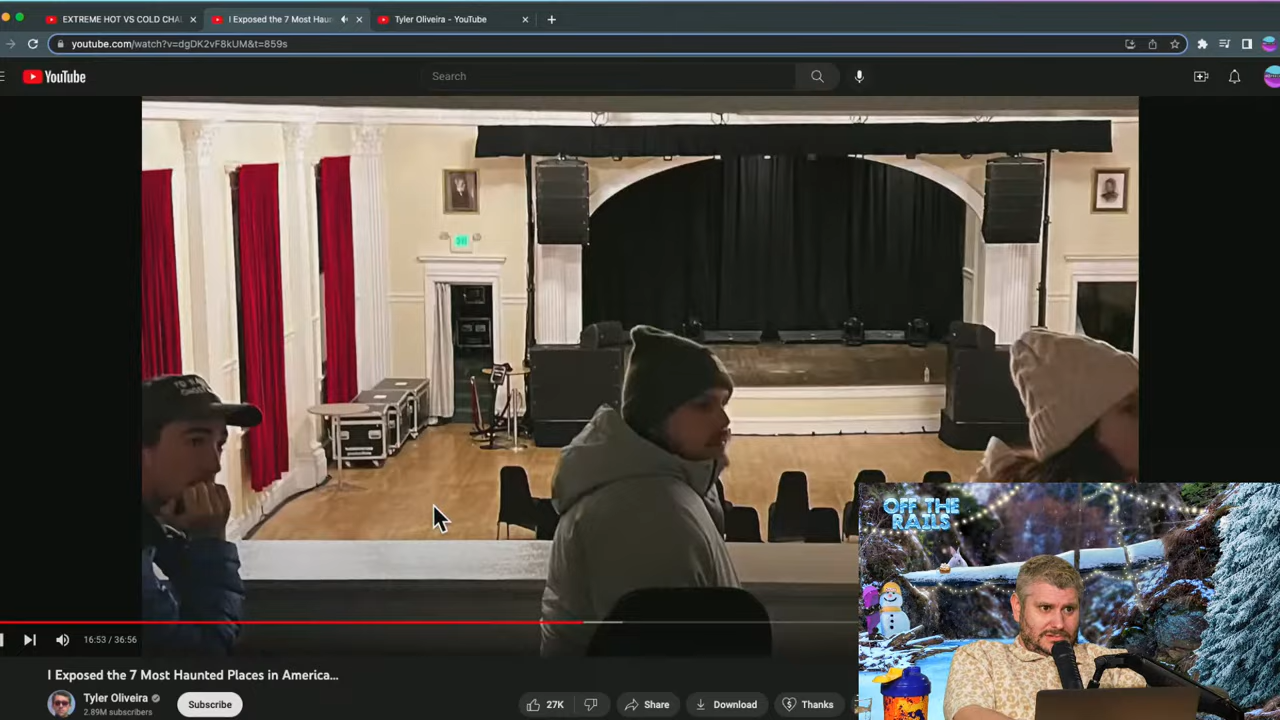 EXTREME HOT VS COLD CHA
I Exposed the 7 Most Hau
Tyler Oliveira - YouTube
youtube.com/watch?v=dgDK2vF8kUM&t=859s
YouTube
Search
OFF THE
RAILS
16:53 / 36:56
I Exposed the 7 Most Haunted Places in America...
Tyler Oliveira
2.89M subscribers
Subscribe
27K
Share
Download
Thanks